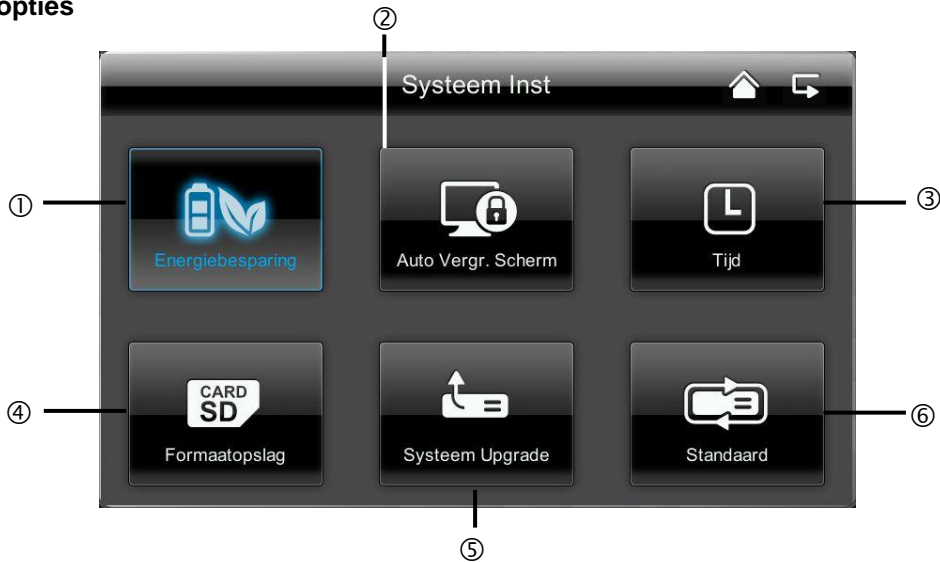 opties
②
Systeem Inst
①
③
Energiebesparing
Auto Vergr. Scherm
Tijd
④
⑥
CARD
SD
Formaatopslag
Systeem Upgrade
Standaard
⑤